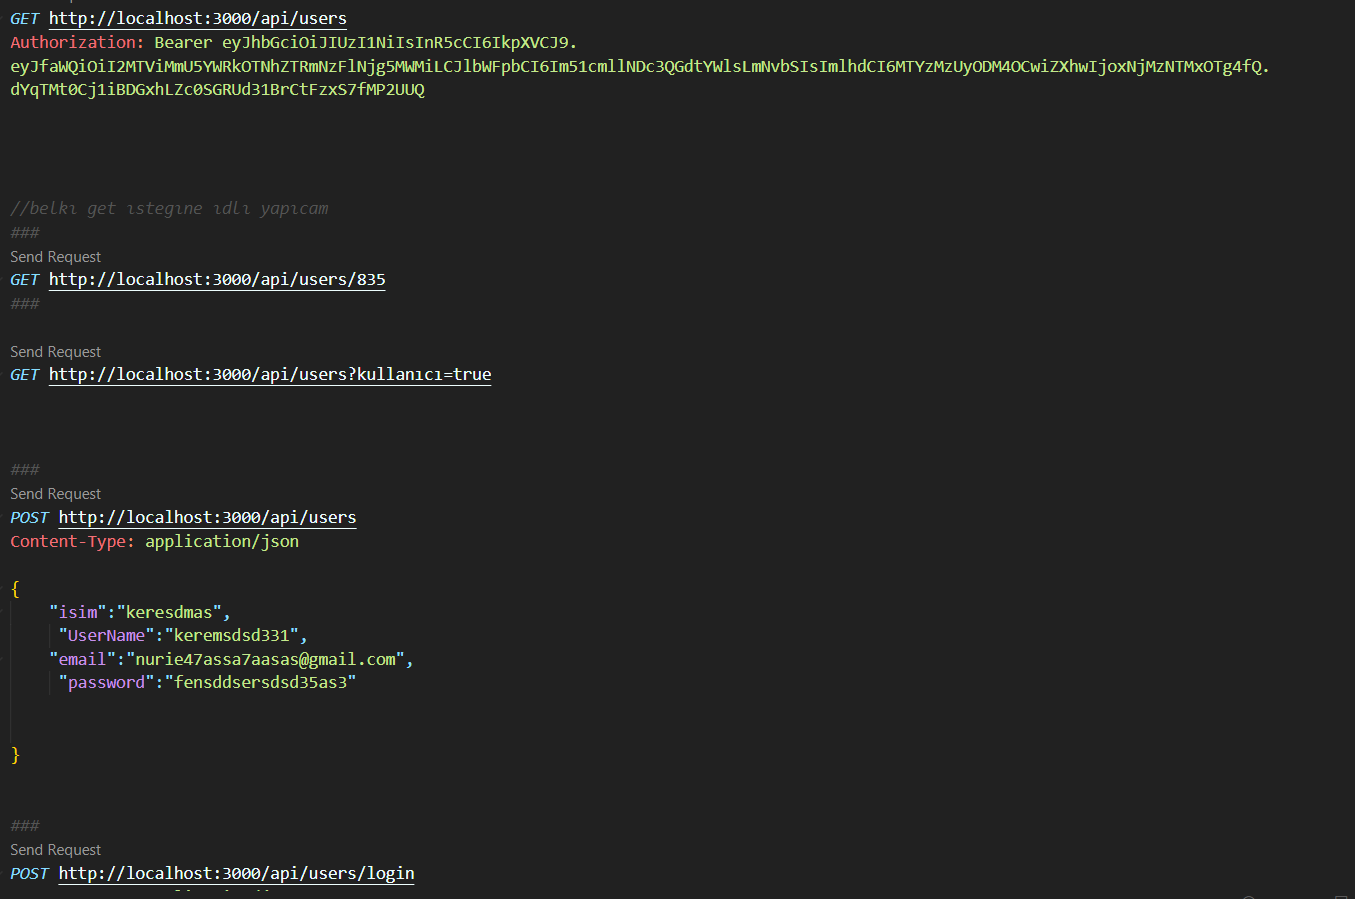 GET http://localhost:3000/api/users
Authorization: Bearer eyJhbGciOiJIUzI1NiIsInR5cCI6IkpXVCJ9.
eyJfaWQiOiI2MTViMmU5YWRkOTNhZTRmNzFlNjg5MWMiLCJlbWFpbCI6Im51cmllNDc3QGdtYWlsLmNvbSIsImlhdCI6MTYzMzUyODM4OCwiZXhwIjoxNjMzNTMxOTg4fQ.
dYqTMt0Cj1iBDGxhLZc0SGRUd31BrCtFzxS7fMP2UUQ
//belkı get ıstegıne ıdlı yapıcam
###
Send Request
GET http://localhost:3000/api/users/835
###
Send Request
GET http://localhost:3000/api/users?kullanıcı=true
###
Send Request
POST http://localhost:3000/api/users
Content-Type: application/json
{
"isim":"keresdmas",
"UserName":"keremsdsd331",
"email":"nurie47assa7aasas@gmail.com",
"password":"fensddsersdsd35as3"
}
###
Send Request
POST http://localhost:3000/api/users/login